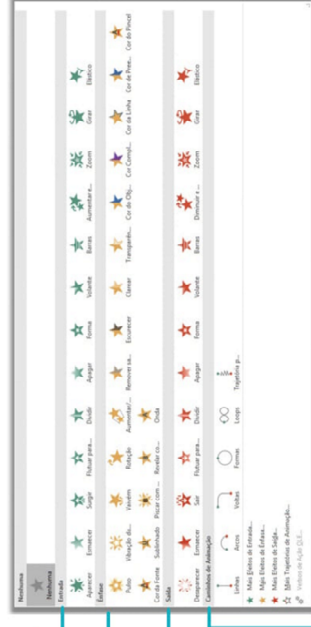 Nenhuma
Nenhuma
Entrada
Aparecer Esmaecer Surgir Flutuar para... Dividir Apagar Forma Volante Barras Aumentar e... Zoom Girar Elástico
Ênfase
Pulso Vibração du... Vaivém Rotação Aumentar/... Remover sa... Escurecer Clarear Transparên... Cor do Obj... Cor Compl... Cor da Linha Cor de Pree... Cor do Pincel
Cor da Fonte Sublinhado Piscar com ... Revelar co... Onda
Saída
Desaparecer Esmaecer Sair Flutuar para... Dividir Apagar Forma Volante Barras Diminuir e ... Zoom Girar Elástico
Caminhos de Animação
Linhas Arcos Voltas Formas Loops Trajetória p...
Mais Efeitos de Entrada...
Mais Efeitos de Ênfase...
Mais Efeitos de Saída...
Mais Trajetórias de Animação...
Verbos de Ação OLE...